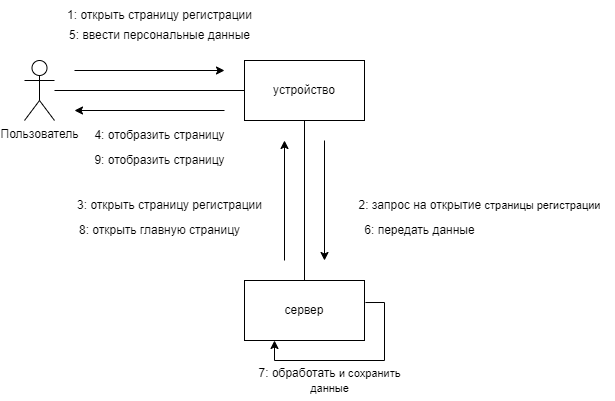 1: открыть страницу регистрации
5: ввести персональные данные
устройство
Пользователь
4: отобразить страницу
9: отобразить страницу
3: открыть страницу регистрации
8: открыть главную страницу
2: запрос на открытие страницы регистрации
6: передать данные
сервер
7: обработать и сохранить
данные